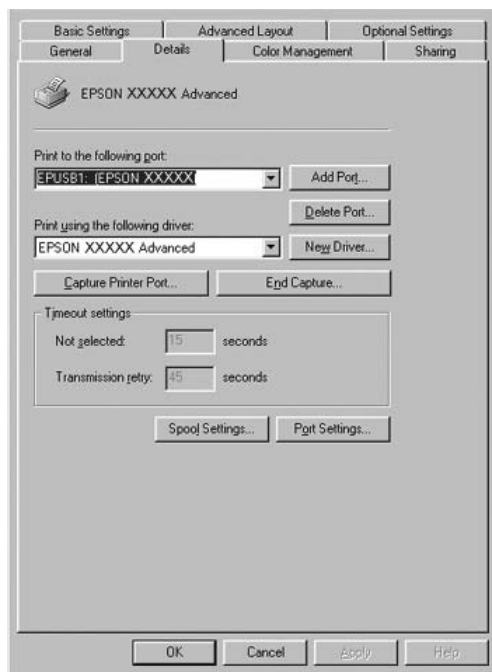 Basic Settings Advanced Layout Optional Settings
General Details Color Management Sharing
EPSON XXXXX Advanced
Print to the following port:
EPUSB1: (EPSON XXXXX Add Port...
Delete Port...
Print using the following driver:
EPSON XXXXX Advanced New Driver...
Capture Printer Port... End Capture...
Timeout settings
Not selected: 15 seconds
Transmission retry: 45 seconds
Spool Settings... Port Settings...
OK Cancel Apply Help